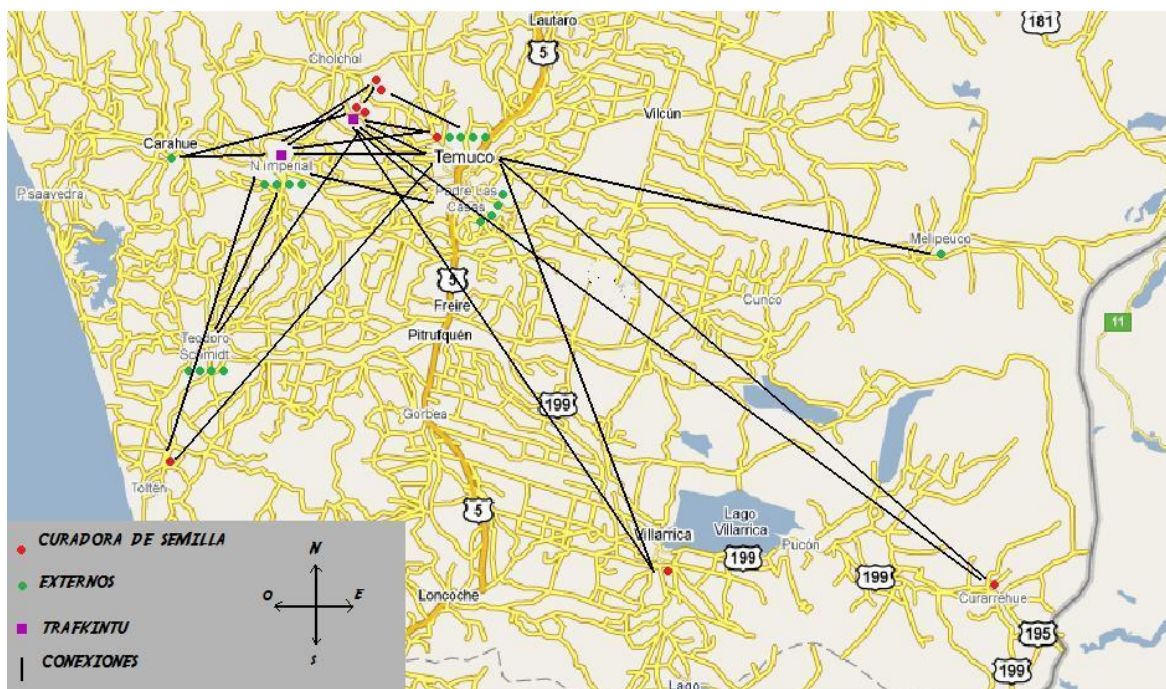 Lautaro
181
5
Cholchol
Vilcún
Carahue
Temuco
N.Imperial
P.saavedra
Padre Las
Casas
Melipeuco
5
Cunco
Freire
11
Teodoro
Schmidt
Pitrufquén
199
Gorbea
Toltén
5
Lago
Villarrica
Villarrica
Pucón
199
199
Curarrehue
Loncoche
195
199
Lago
CURADORA DE SEMILLA
EXTERNOS
TRAFKINTU
CONEXIONES
N
O
E
S